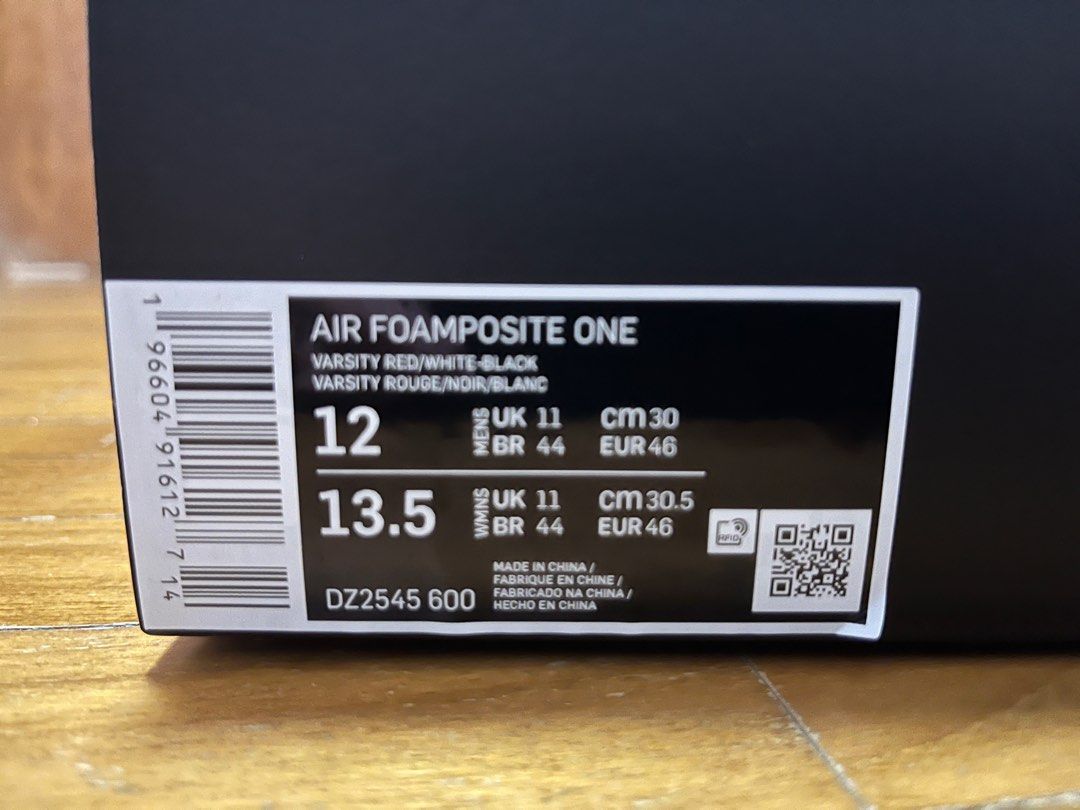 1 96604 91612 7 14
AIR FOAMPOSITE ONE
VARSITY RED/WHITE-BLACK
VARSITY ROUGE/NOIR/BLANC
12 MENS UK 11 CM 30
BR 44 EUR 46
13.5 WMNS UK 11 CM 30.5
BR 44 EUR 46
RFID
DZ2545 600
MADE IN CHINA /
FABRIQUE EN CHINE /
FABRICADO NA CHINA /
HECHO EN CHINA